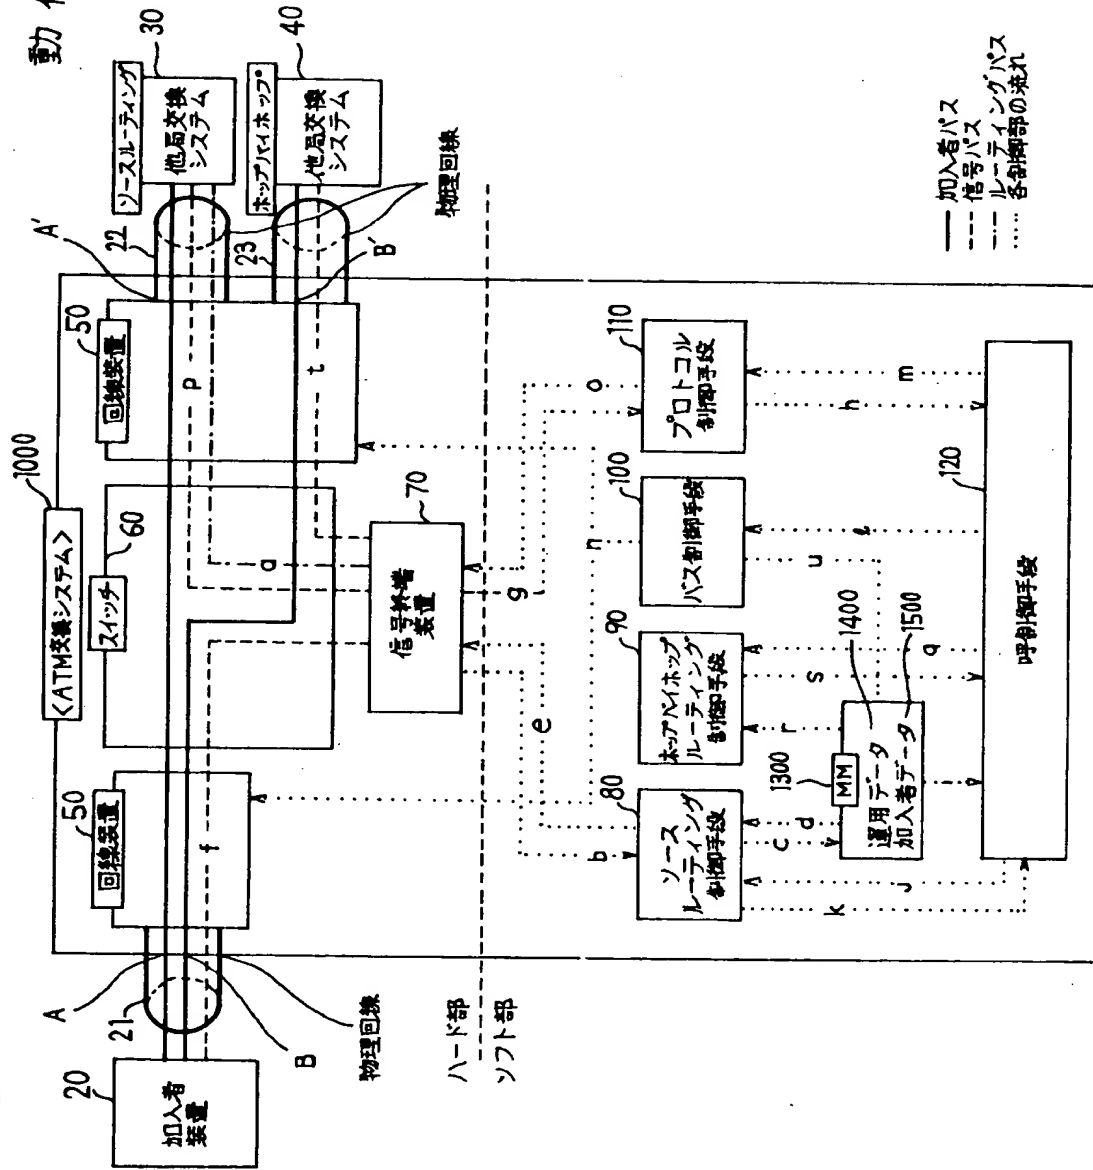 動
<ATM交換システム>
1000
加入者
装置
20
21
A
B
物理回線
回線装置
50
f
スイッチ
60
回線装置
50
p
t
a
A'
B'
22
23
ソースルーティング
他局交換
システム
30
ホップバイホップ
他局交換
システム
40
物理回線
信号終端
装置
70
ハード部
ソフト部
b
e
g
o
n
ソース
ルーティング
制御手段
80
ホップバイホップ
ルーティング
制御手段
90
パス制御手段
100
プロトコル
制御手段
110
c
d
r
s
q
u
ℓ
h
m
k
J
MM
1300
運用データ
加入者データ
1400
1500
呼制御手段
120
加入者パス
信号パス
ルーティングパス
各制御部の流れ